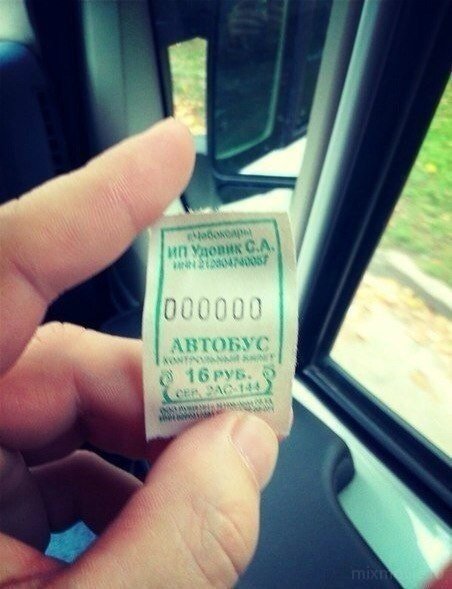 г.Чебоксары
ИП Удовик С.А.
ИНН 212804740057
000000
АВТОБУС
КОНТРОЛЬНЫЙ БИЛЕТ
16 РУБ.
СЕР. 2АС-144